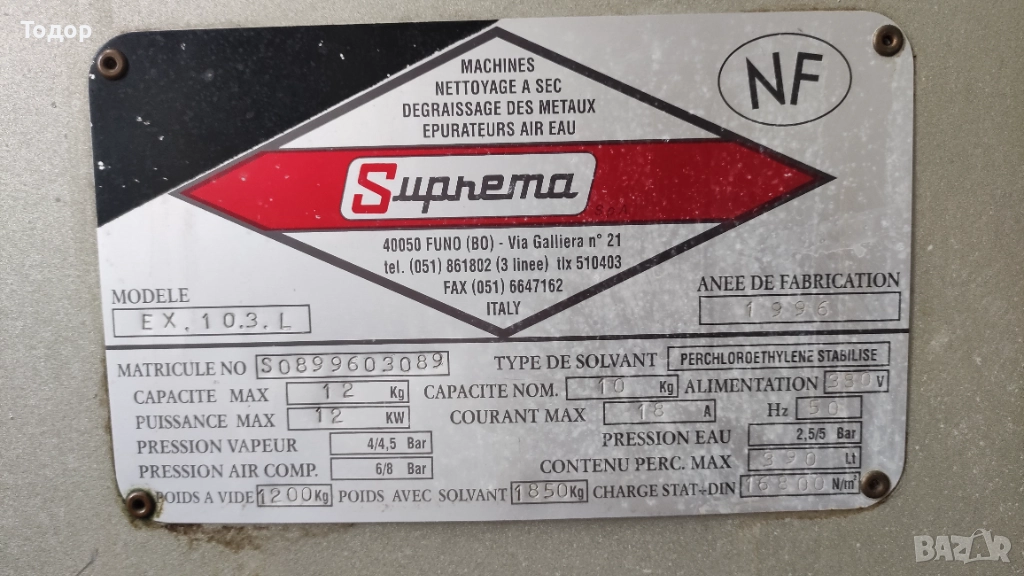 Тодор
MACHINES
NETTOYAGE A SEC
DEGRAISSAGE DES METAUX
EPURATEURS AIR EAU
NF
Suprema
40050 FUNO (BO) - Via Galliera n° 21
tel. (051) 861802 (3 linee) tlx 510403
FAX (051) 6647162
ITALY
MODELE
EX.10.3.L
ANEE DE FABRICATION
1996
MATRICULE NO S0899603089 TYPE DE SOLVANT PERCHLOROETHYLENE STABILISE
CAPACITE MAX 12 Kg CAPACITE NOM. 10 Kg ALIMENTATION 380 V
PUISSANCE MAX 12 KW COURANT MAX 18 A Hz 50
PRESSION VAPEUR 4/4,5 Bar PRESSION EAU 2,5/5 Bar
PRESSION AIR COMP. 6/8 Bar CONTENU PERC. MAX 390 Lt
POIDS A VIDE 1200 Kg POIDS AVEC SOLVANT 1850 Kg CHARGE STAT-DIN 16800 N/m²
BAZAR